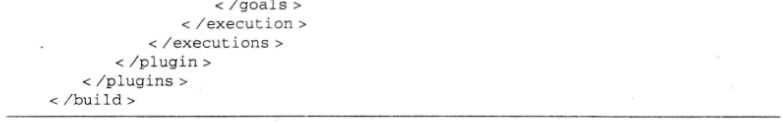 </goals>
</execution>
</executions>
</plugin>
</plugins>
</build>